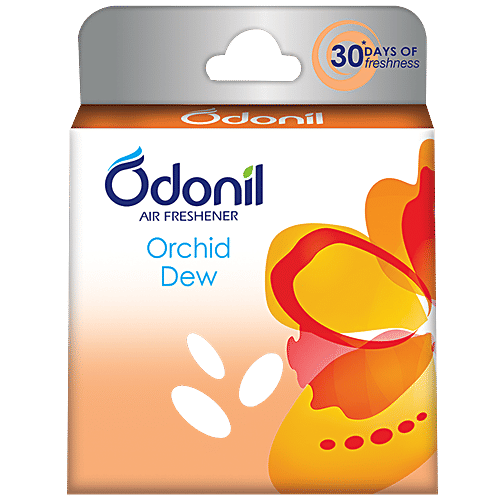 30* DAYS OF
freshness
Odonil
Odonil
AIR FRESHENER
Orchid
Dew